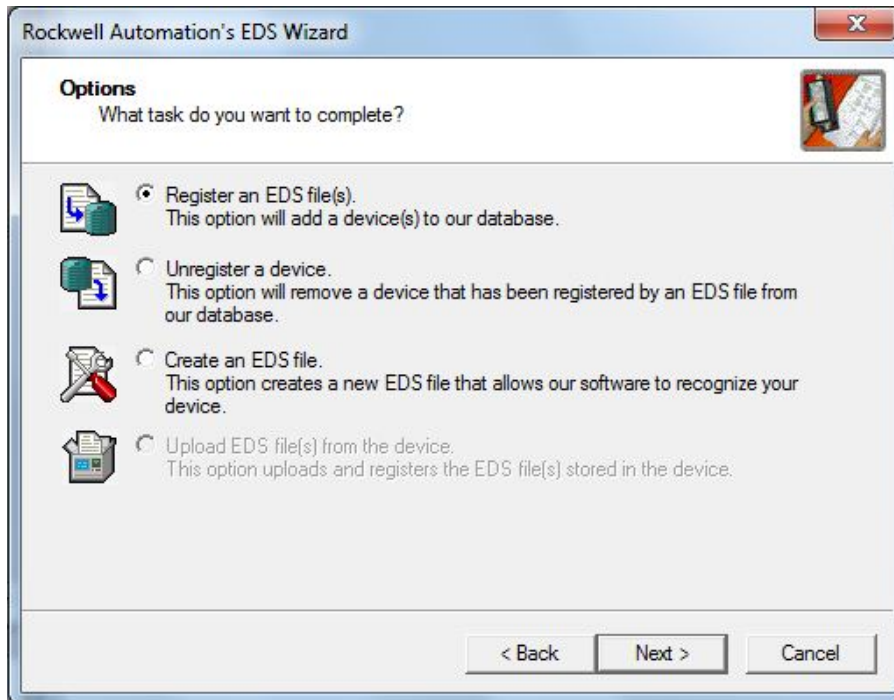 Rockwell Automation's EDS Wizard
Options
What task do you want to complete?
Register an EDS file(s).
This option will add a device(s) to our database.
Unregister a device.
This option will remove a device that has been registered by an EDS file from
our database.
Create an EDS file.
This option creates a new EDS file that allows our software to recognize your
device.
Upload EDS file(s) from the device.
This option uploads and registers the EDS file(s) stored in the device.
< Back Next > Cancel